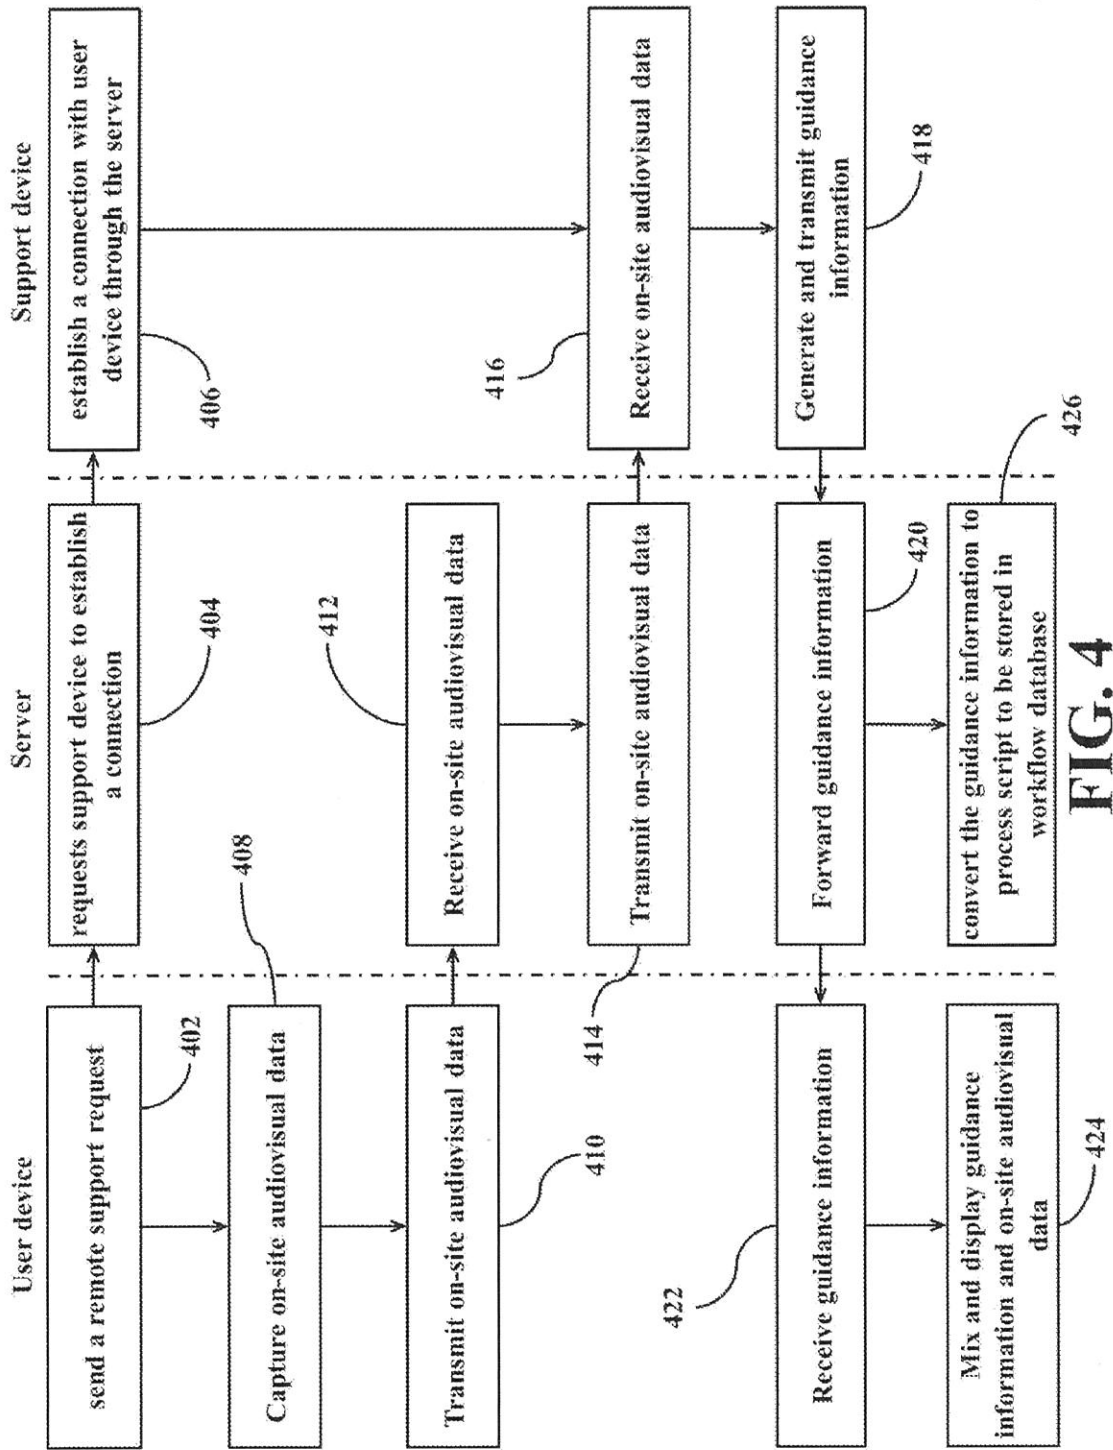 User device
Server
Support device
send a remote support request
402
requests support device to establish
a connection
404
establish a connection with user
device through the server
406
Capture on-site audiovisual data
408
Transmit on-site audiovisual data
410
Receive on-site audiovisual data
412
Transmit on-site audiovisual data
414
Receive on-site audiovisual data
416
Generate and transmit guidance
information
418
Forward guidance information
420
Receive guidance information
422
Mix and display guidance
information and on-site audiovisual
data
424
convert the guidance information to
process script to be stored in
workflow database
426
FIG. 4